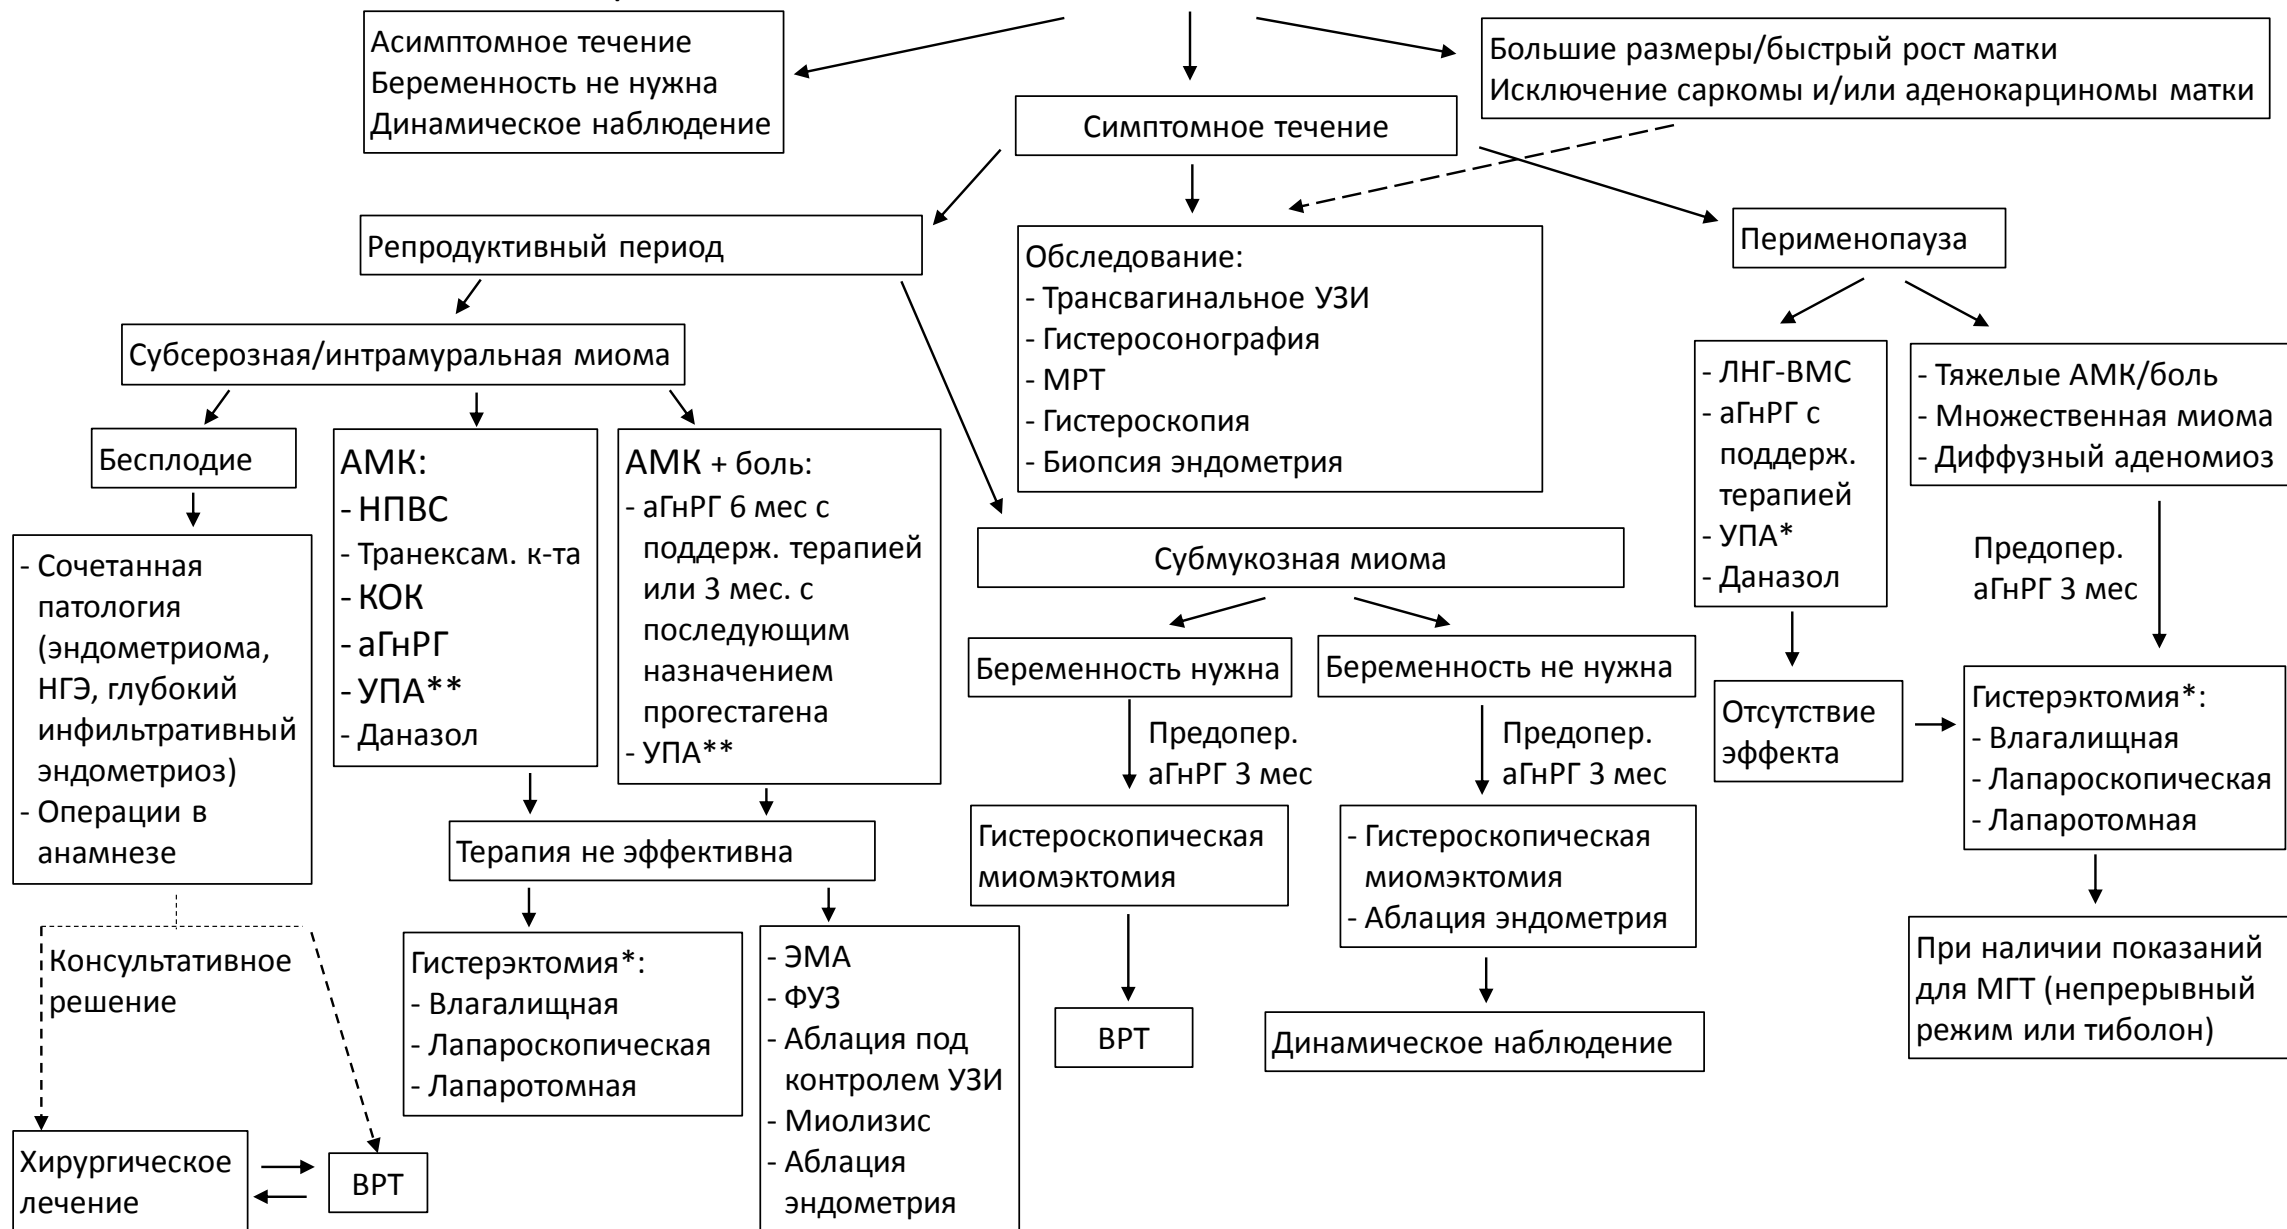 Асимптомное течение
Беременность не нужна
Динамическое наблюдение
Большие размеры/быстрый рост матки
Исключение саркомы и/или аденокарциномы матки
Симптомное течение
Репродуктивный период
Обследование:
- Трансвагинальное УЗИ
- Гистеросонография
- МРТ
- Гистероскопия
- Биопсия эндометрия
Перименопауза
Субсерозная/интрамуральная миома
- ЛНГ-ВМС
- аГнРГ с
поддерж.
терапией
- УПА*
- Даназол
- Тяжелые АМК/боль
- Множественная миома
- Диффузный аденомиоз
Бесплодие
АМК:
- НПВС
- Транексам. к-та
- КОК
- аГнРГ
- УПА**
- Даназол
АМК + боль:
- аГнРГ 6 мес с
поддерж. терапией
или 3 мес. с
последующим
назначением
прогестагена
- УПА**
Субмукозная миома
Предопер.
аГнРГ 3 мес
- Сочетанная
патология
(эндометриома,
НГЭ, глубокий
инфильтративный
эндометриоз)
- Операции в
анамнезе
Беременность нужна
Беременность не нужна
Отсутствие
эффекта
Гистерэктомия*:
- Влагалищная
- Лапароскопическая
- Лапаротомная
Предопер.
аГнРГ 3 мес
Предопер.
аГнРГ 3 мес
Терапия не эффективна
Гистероскопическая
миомэктомия
- Гистероскопическая
миомэктомия
- Аблация эндометрия
Консультативное
решение
Гистерэктомия*:
- Влагалищная
- Лапароскопическая
- Лапаротомная
- ЭМА
- ФУЗ
- Аблация под
контролем УЗИ
- Миолизис
- Аблация
эндометрия
ВРТ
Динамическое наблюдение
При наличии показаний
для МГТ (непрерывный
режим или тиболон)
Хирургическое
лечение
ВРТ